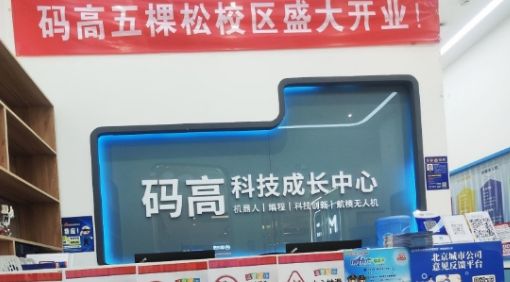 码高五棵松校区盛大开业！
码高 科技成长中心
机器人 | 编程 | 科技创新 | 航模无人机
北京城市公司
意见反馈平台